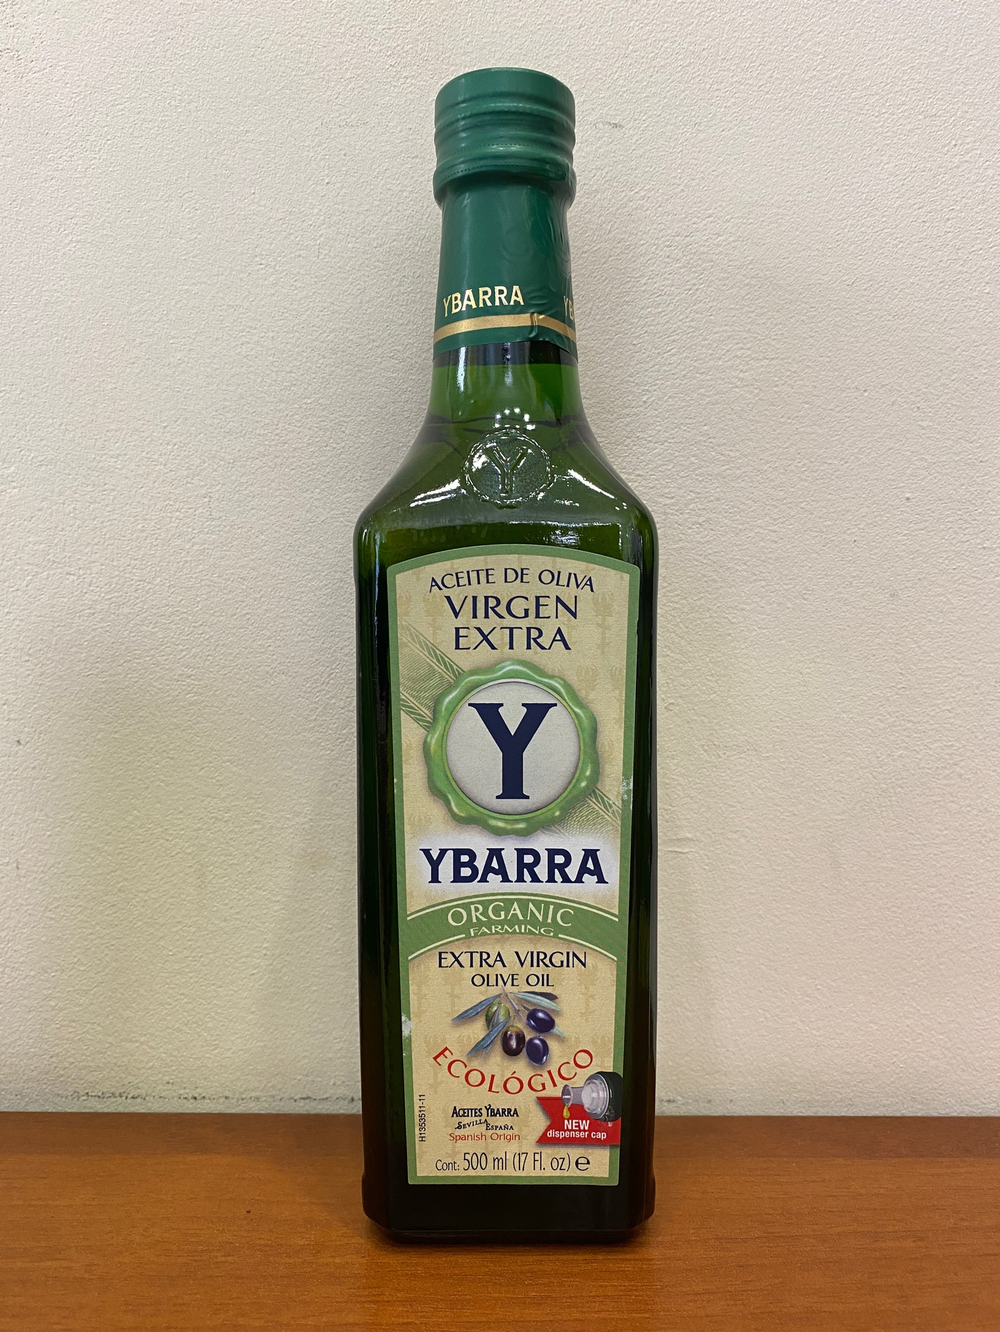 YBARRA
Y
ACEITE DE OLIVA
VIRGEN
EXTRA
Y
YBARRA
ORGANIC
FARMING
EXTRA VIRGIN
OLIVE OIL
ECOLÓGICO
NEW
dispenser cap
ACEITES YBARRA
SEVILLA ESPAÑA
Spanish Origin
H1353511-11
Cont: 500 ml (17 Fl. oz) e